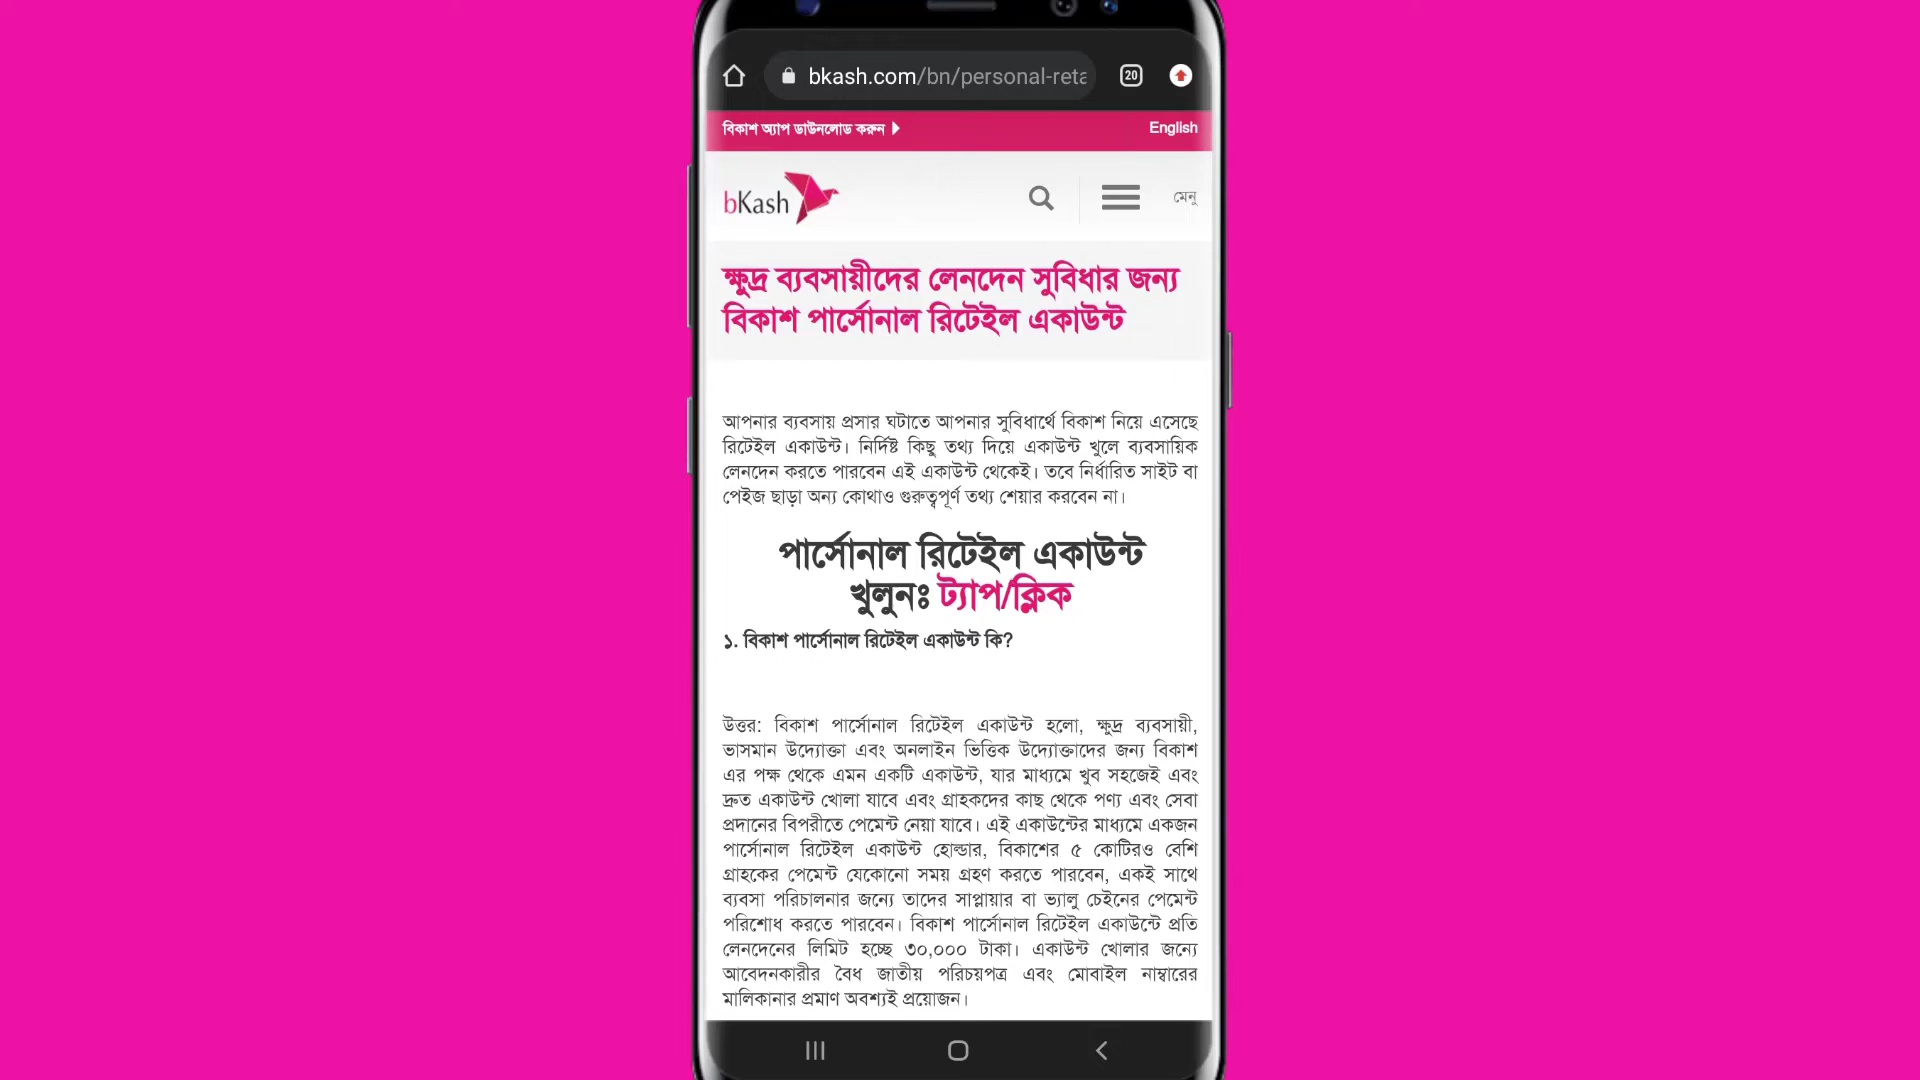 bkash.com/bn/personal-reta
20
বিকাশ অ্যাপ ডাউনলোড করুন
English
bKash
মেনু
ক্ষুদ্র ব্যবসায়ীদের লেনদেন সুবিধার জন্য
বিকাশ পার্সোনাল রিটেইল একাউন্ট
আপনার ব্যবসায় প্রসার ঘটাতে আপনার সুবিধার্থে বিকাশ নিয়ে এসেছে
রিটেইল একাউন্ট। নির্দিষ্ট কিছু তথ্য দিয়ে একাউন্ট খুলে ব্যবসায়িক
লেনদেন করতে পারবেন এই একাউন্ট থেকেই। তবে নির্ধারিত সাইট বা
পেইজ ছাড়া অন্য কোথাও গুরুত্বপূর্ণ তথ্য শেয়ার করবেন না।
পার্সোনাল রিটেইল একাউন্ট
খুলুনঃ ট্যাপ/ক্লিক
১. বিকাশ পার্সোনাল রিটেইল একাউন্ট কি?
উত্তর: বিকাশ পার্সোনাল রিটেইল একাউন্ট হলো, ক্ষুদ্র ব্যবসায়ী,
ভাসমান উদ্যোক্তা এবং অনলাইন ভিত্তিক উদ্যোক্তাদের জন্য বিকাশ
এর পক্ষ থেকে এমন একটি একাউন্ট, যার মাধ্যমে খুব সহজেই এবং
দ্রুত একাউন্ট খোলা যাবে এবং গ্রাহকদের কাছ থেকে পণ্য এবং সেবা
প্রদানের বিপরীতে পেমেন্ট নেয়া যাবে। এই একাউন্টের মাধ্যমে একজন
পার্সোনাল রিটেইল একাউন্ট হোল্ডার, বিকাশের ৫ কোটিরও বেশি
গ্রাহকের পেমেন্ট যেকোনো সময় গ্রহণ করতে পারবেন, একই সাথে
ব্যবসা পরিচালনার জন্যে তাদের সাপ্লায়ার বা ভ্যালু চেইনের পেমেন্ট
পরিশোধ করতে পারবেন। বিকাশ পার্সোনাল রিটেইল একাউন্টে প্রতি
লেনদেনের লিমিট হচ্ছে ৩০,০০০ টাকা। একাউন্ট খোলার জন্যে
আবেদনকারীর বৈধ জাতীয় পরিচয়পত্র এবং মোবাইল নাম্বারের
মালিকানার প্রমাণ অবশ্যই প্রয়োজন।